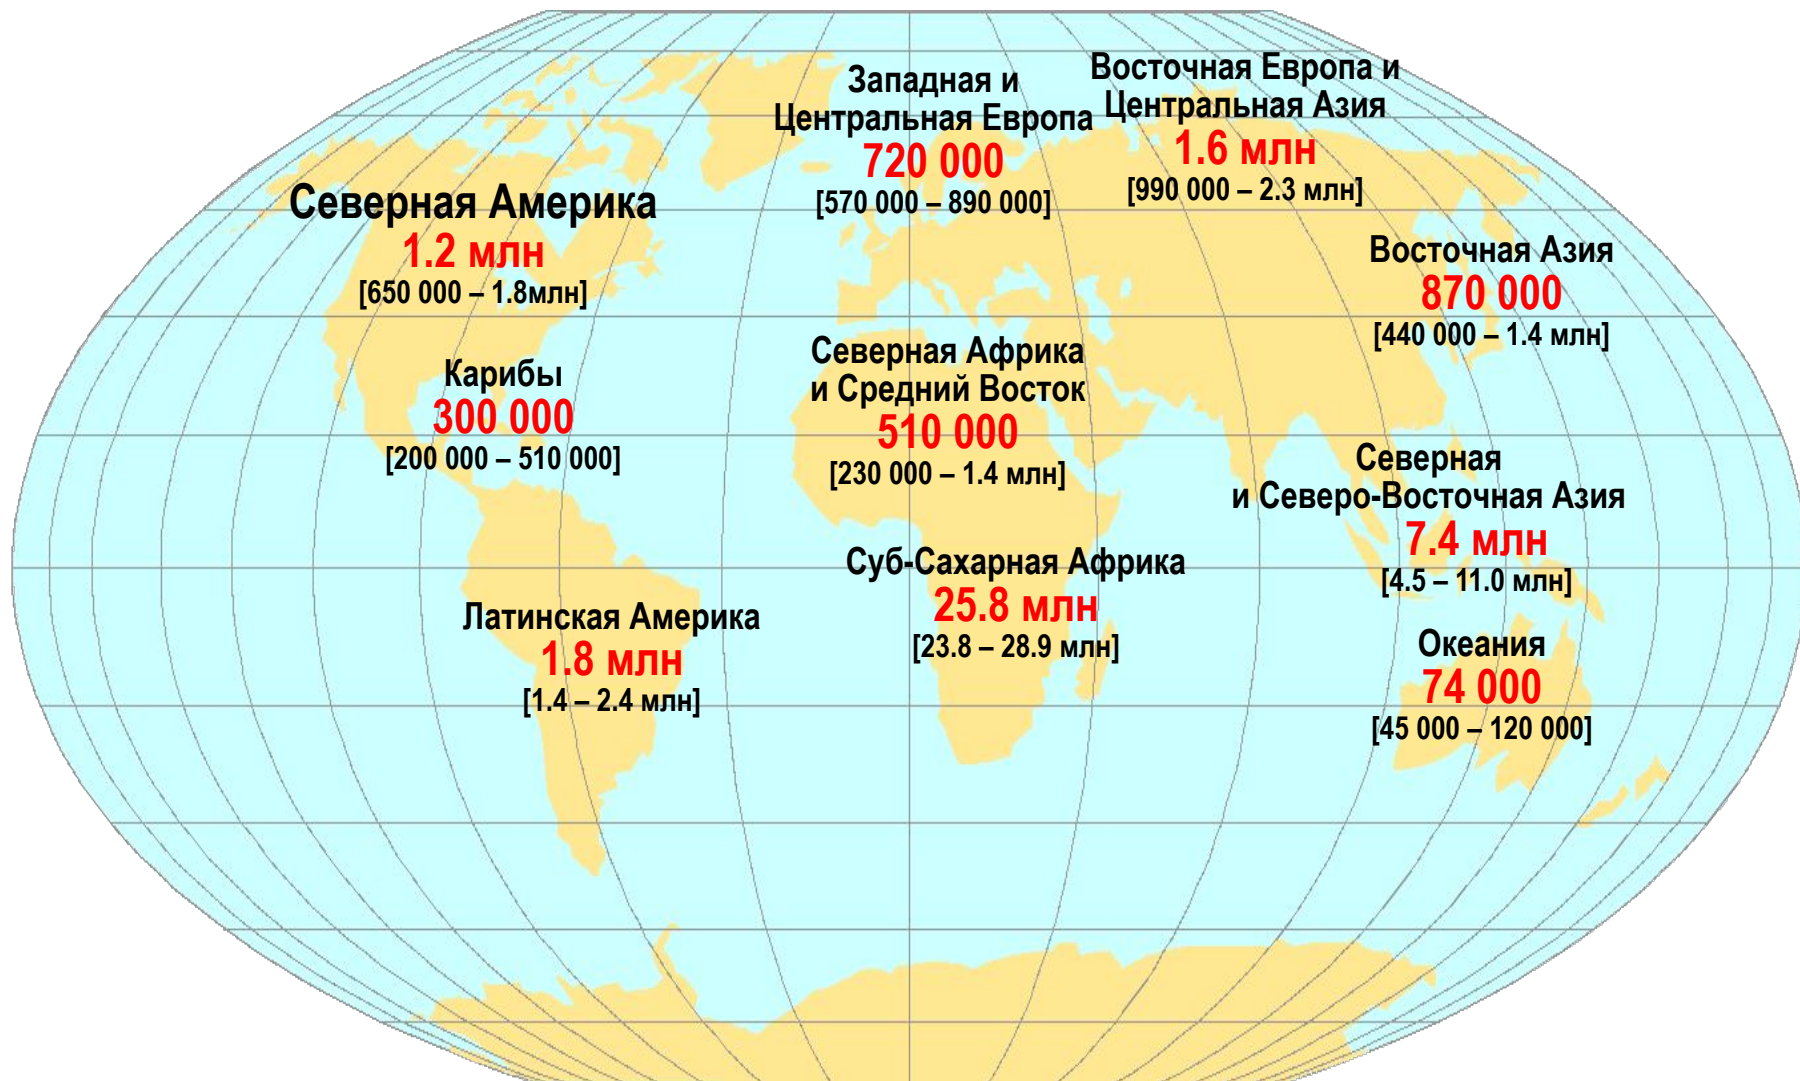 Западная и
Центральная Европа
720 000
[570 000 – 890 000]
Восточная Европа и
Центральная Азия
1.6 млн
[990 000 – 2.3 млн]
Северная Америка
1.2 млн
[650 000 – 1.8млн]
Восточная Азия
870 000
[440 000 – 1.4 млн]
Карибы
300 000
[200 000 – 510 000]
Северная Африка
и Средний Восток
510 000
[230 000 – 1.4 млн]
Северная
и Северо-Восточная Азия
7.4 млн
[4.5 – 11.0 млн]
Суб-Сахарная Африка
25.8 млн
[23.8 – 28.9 млн]
Латинская Америка
1.8 млн
[1.4 – 2.4 млн]
Океания
74 000
[45 000 – 120 000]